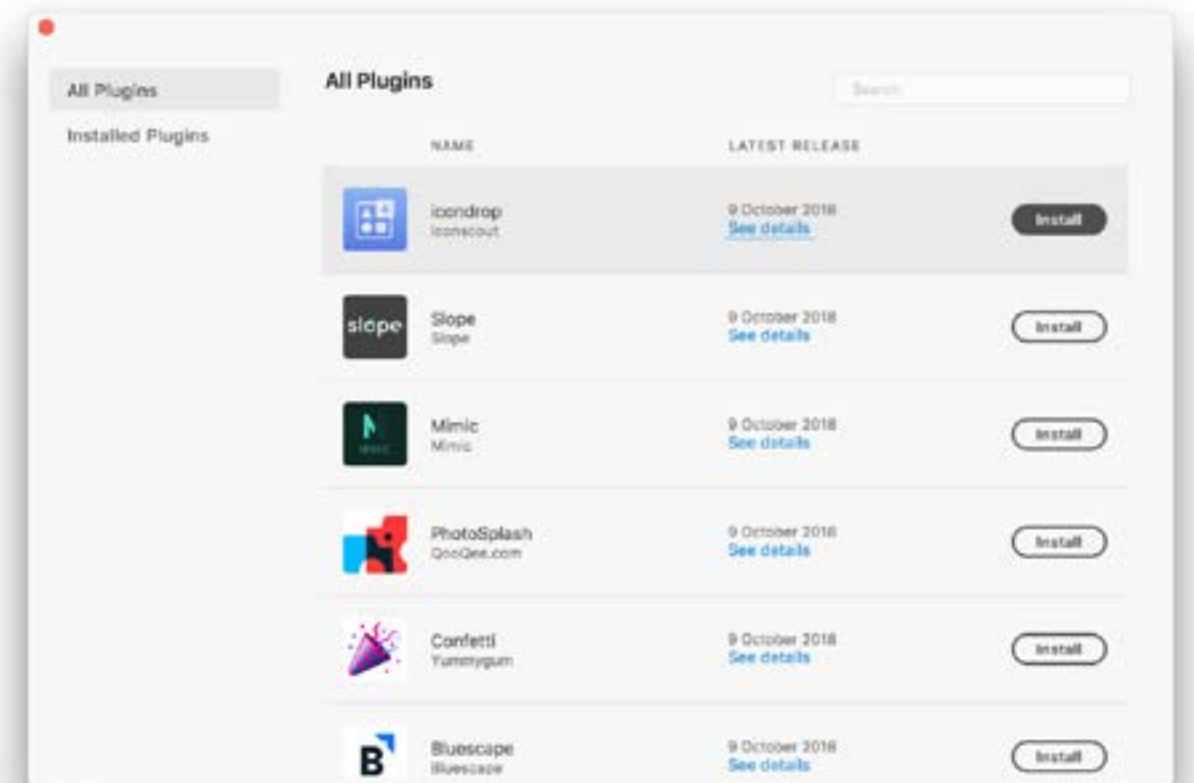 All Plugins
Installed Plugins
All Plugins
Search
NAME
LATEST RELEASE
icondrop
Iconscout
9 October 2018
See details
Install
slope
Slope
Slope
9 October 2018
See details
Install
Mimic
Mimic
9 October 2018
See details
Install
PhotoSplash
QooQee.com
9 October 2018
See details
Install
Confetti
Yummygum
9 October 2018
See details
Install
B
Bluescape
Bluescape
9 October 2018
See details
Install